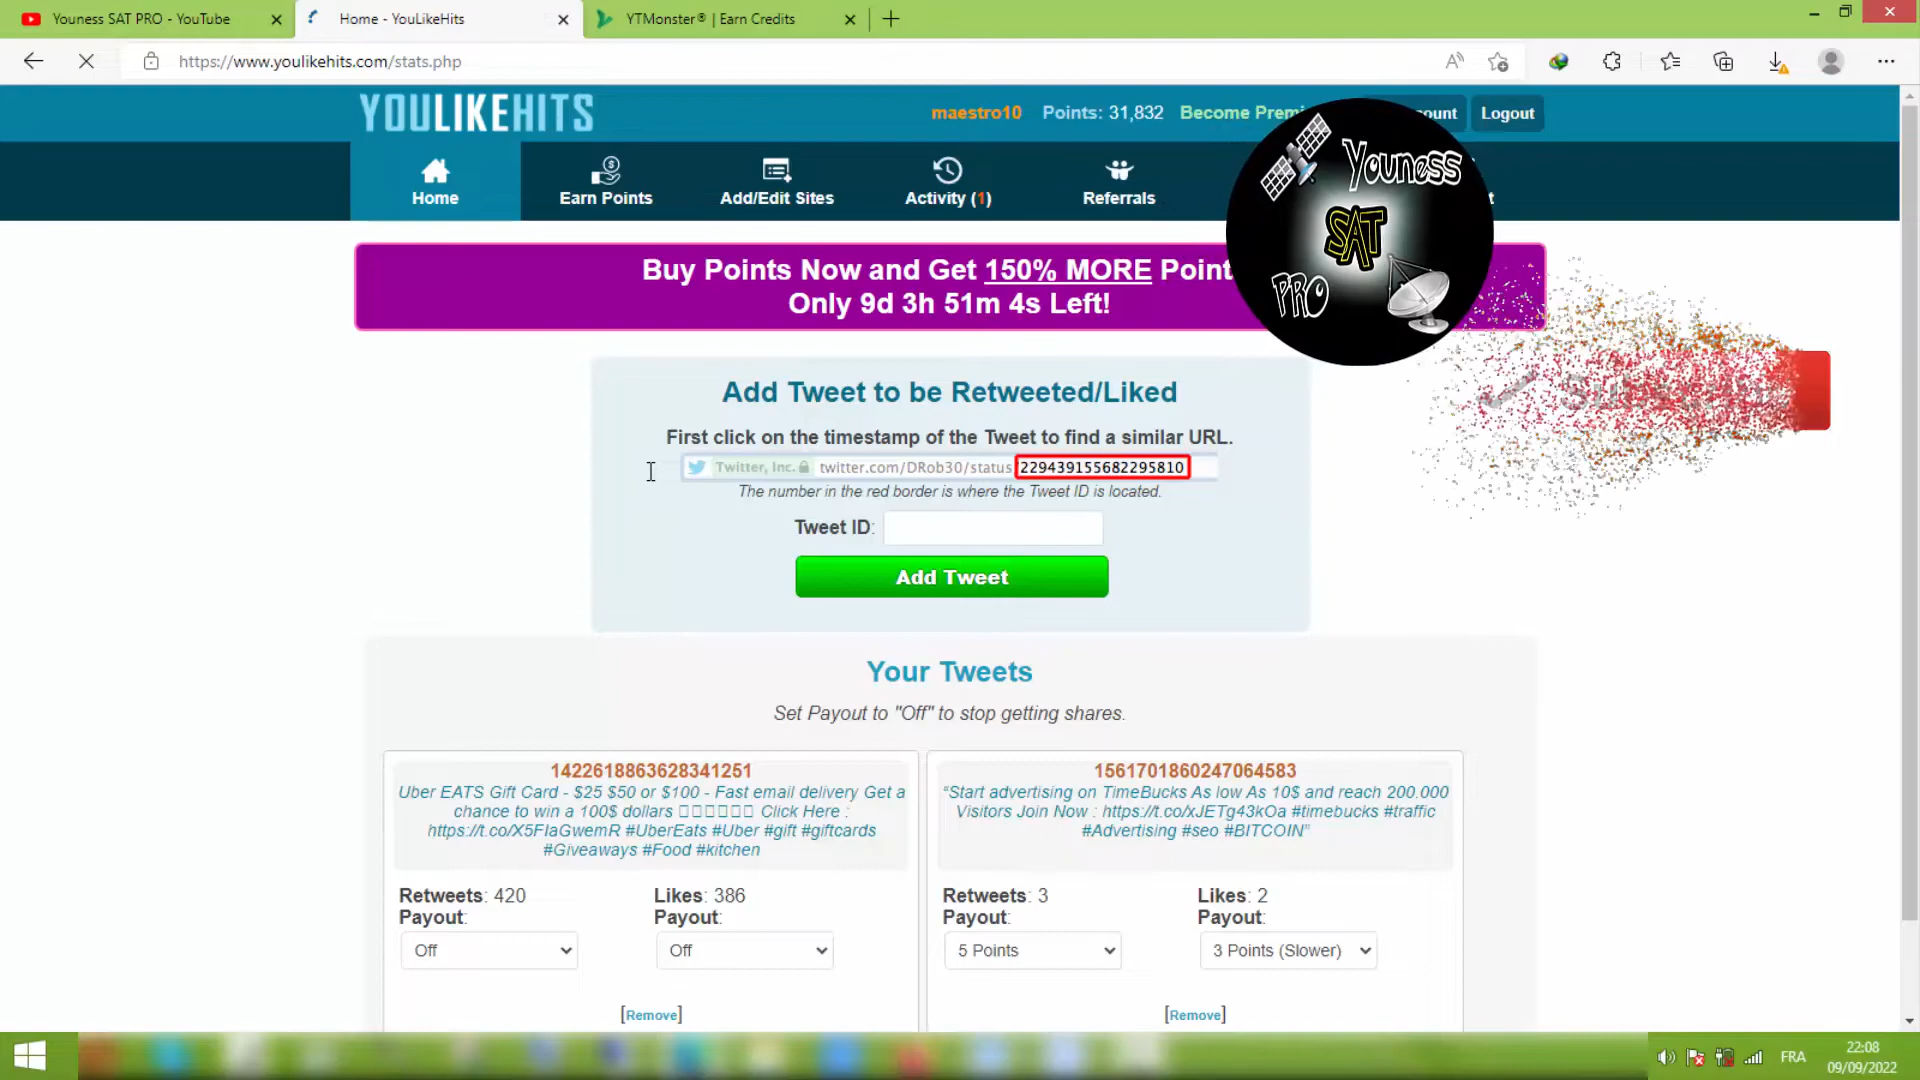 Youness SAT PRO - YouTube
Home - YouLikeHits
YTMonster® | Earn Credits
https://www.youlikehits.com/stats.php
YOULIKEHITS
maestro10
Points: 31,832
Become Premi
ount
Logout
Home
Earn Points
Add/Edit Sites
Activity (1)
Referrals
t
Youness
SAT
PRO
Buy Points Now and Get 150% MORE Point
Only 9d 3h 51m 4s Left!
Add Tweet to be Retweeted/Liked
First click on the timestamp of the Tweet to find a similar URL.
Twitter, Inc. twitter.com/DRob30/status 229439155682295810
The number in the red border is where the Tweet ID is located.
Tweet ID:
Add Tweet
Your Tweets
Set Payout to "Off" to stop getting shares.
1422618863628341251
Uber EATS Gift Card - $25 $50 or $100 - Fast email delivery Get a
chance to win a 100$ dollars Click Here :
https://t.co/X5FIaGwemR #UberEats #Uber #gift #giftcards
#Giveaways #Food #kitchen
Retweets: 420
Likes: 386
Payout:
Payout:
Off
Off
[Remove]
1561701860247064583
“Start advertising on TimeBucks As low As 10$ and reach 200.000
Visitors Join Now : https://t.co/xJETg43kOa #timebucks #traffic
#Advertising #seo #BITCOIN”
Retweets: 3
Likes: 2
Payout:
Payout:
5 Points
3 Points (Slower)
[Remove]
FRA
22:08
09/09/2022